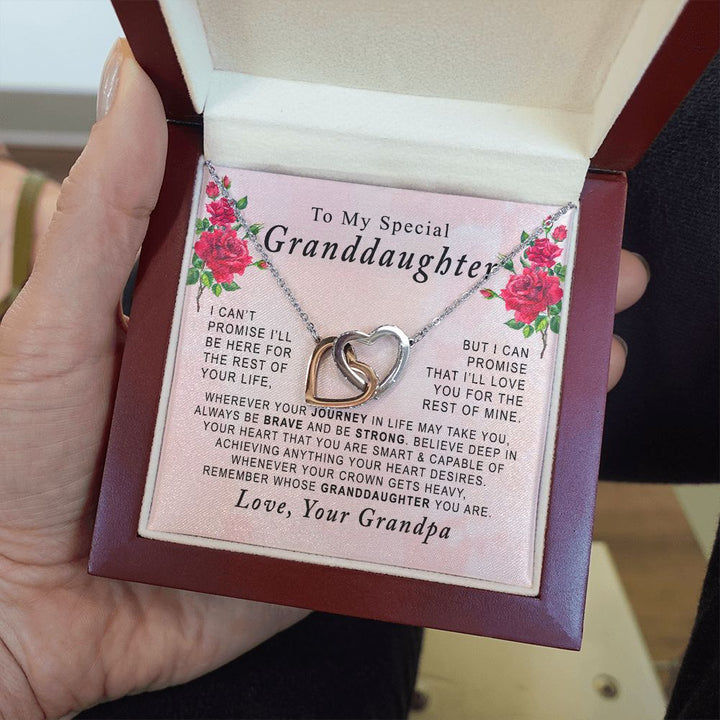 To My Special
Granddaughter
I CAN'T
PROMISE I'LL
BE HERE FOR
THE REST OF
YOUR LIFE,
BUT I CAN
PROMISE
THAT I'LL LOVE
YOU FOR THE
REST OF MINE.
WHEREVER YOUR JOURNEY IN LIFE MAY TAKE YOU,
ALWAYS BE BRAVE AND BE STRONG. BELIEVE DEEP IN
YOUR HEART THAT YOU ARE SMART & CAPABLE OF
ACHIEVING ANYTHING YOUR HEART DESIRES.
WHENEVER YOUR CROWN GETS HEAVY,
REMEMBER WHOSE GRANDDAUGHTER YOU ARE.
Love, Your Grandpa